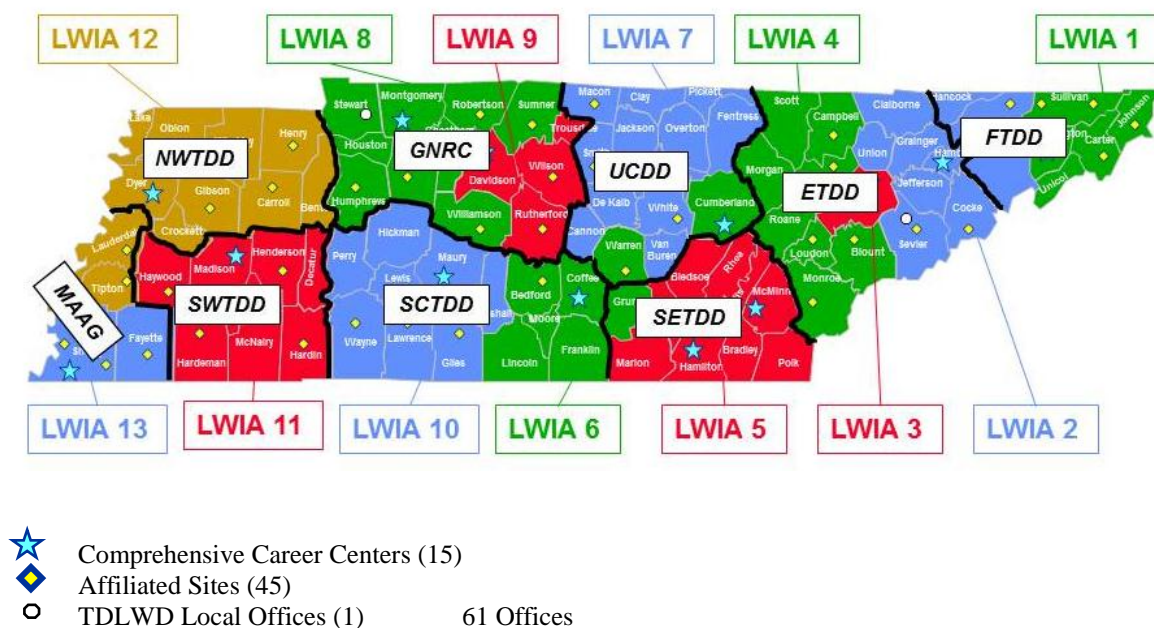 LWIA 12
LWIA 8
LWIA 9
LWIA 7
LWIA 4
LWIA 1
Obion
Henry
NWTDD
Dyer
Gibson
Carroll
Crockett
Stewart
Montgomery
Robertson
Sumner
Houston
GNRC
Wilson
Davidson
Humphreys
Williamson
Rutherford
Macon
Clay
Pickett
Fentress
Jackson
Overton
UCDD
De Kalb
White
Cumberland
Cannon
Warren
Van
Buren
Scott
Campbell
Claiborne
Morgan
Union
Grainger
ETDD
Jefferson
Roane
Loudon
Blount
Sevier
Cocke
Monroe
Sullivan
Johnson
FTDD
Carter
Unicoi
MAAG
Tipton
Fayette
Haywood
Madison
Henderson
Decatur
SWTDD
Hardeman
McNairy
Hardin
Perry
Hickman
Lewis
Maury
SCTDD
Wayne
Lawrence
Giles
Bedford
Coffee
Moore
Lincoln
Franklin
Bledsoe
Rhea
McMinn
SETDD
Marion
Hamilton
Bradley
Polk
LWIA 13
LWIA 11
LWIA 10
LWIA 6
LWIA 5
LWIA 3
LWIA 2
Comprehensive Career Centers (15)
Affiliated Sites (45)
TDLWD Local Offices (1) 61 Offices